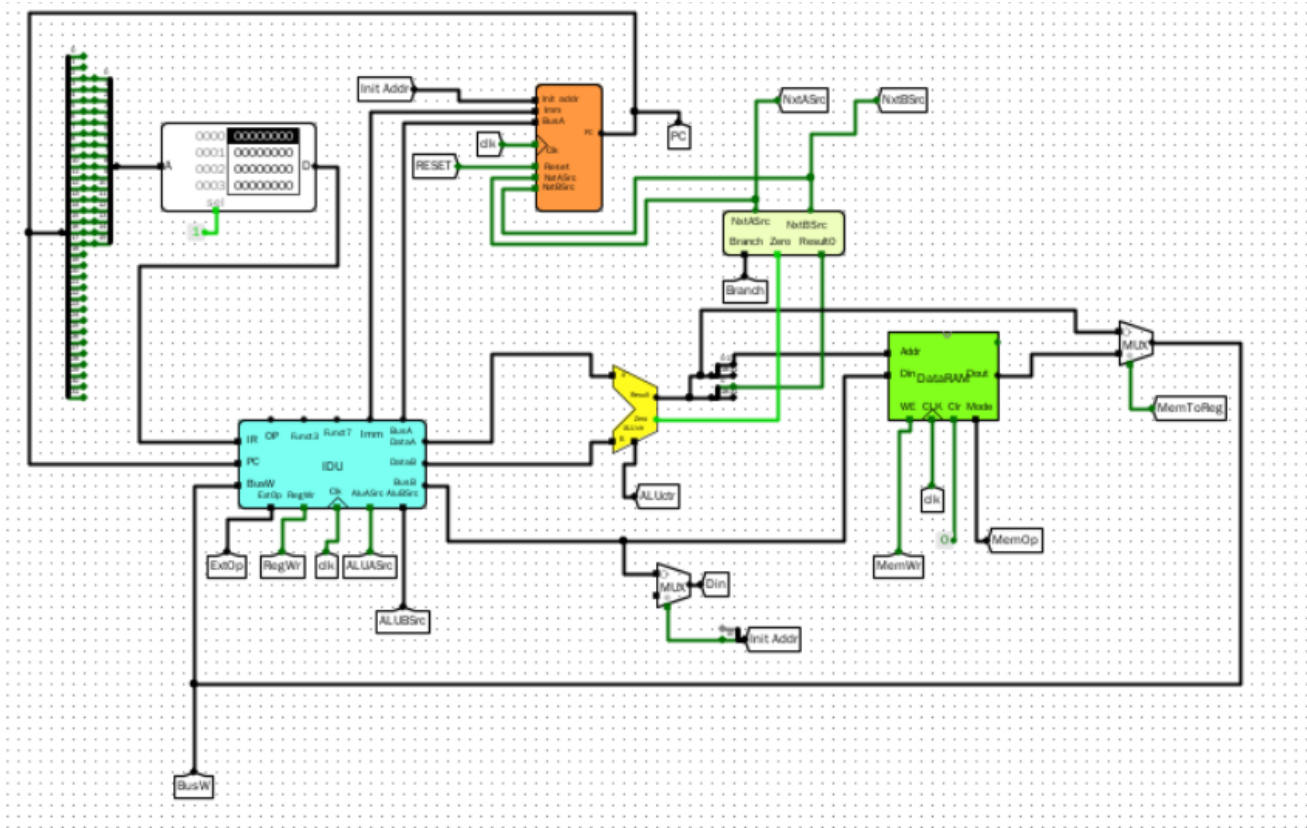 Init Addr
Init addr
Imm
BusA
PC
clk
Clk
RESET
Reset
NxtASrc
NxtBSrc
PC
NxtASrc
NxtBSrc
A
0000 00000000
0001 00000000
0002 00000000
0003 00000000
D
sel
1
NxtASrc
NxtBSrc
Branch
Zero
Result0
Branch
Addr
Din
DataRAM
Dout
WE
CLK
Clr
Mode
MUX
MemToReg
Result
Zero
ALUctr
clk
0
MemOp
MemWr
IR
OP
Funct3
Funct7
Imm
BusA
DataA
PC
IDU
DataB
BusW
BusB
ExtOp
RegWr
Clk
AluASrc
AluBSrc
ExtOp
RegWr
clk
ALUASrc
ALUBSrc
MUX
Din
Init Addr
BusW